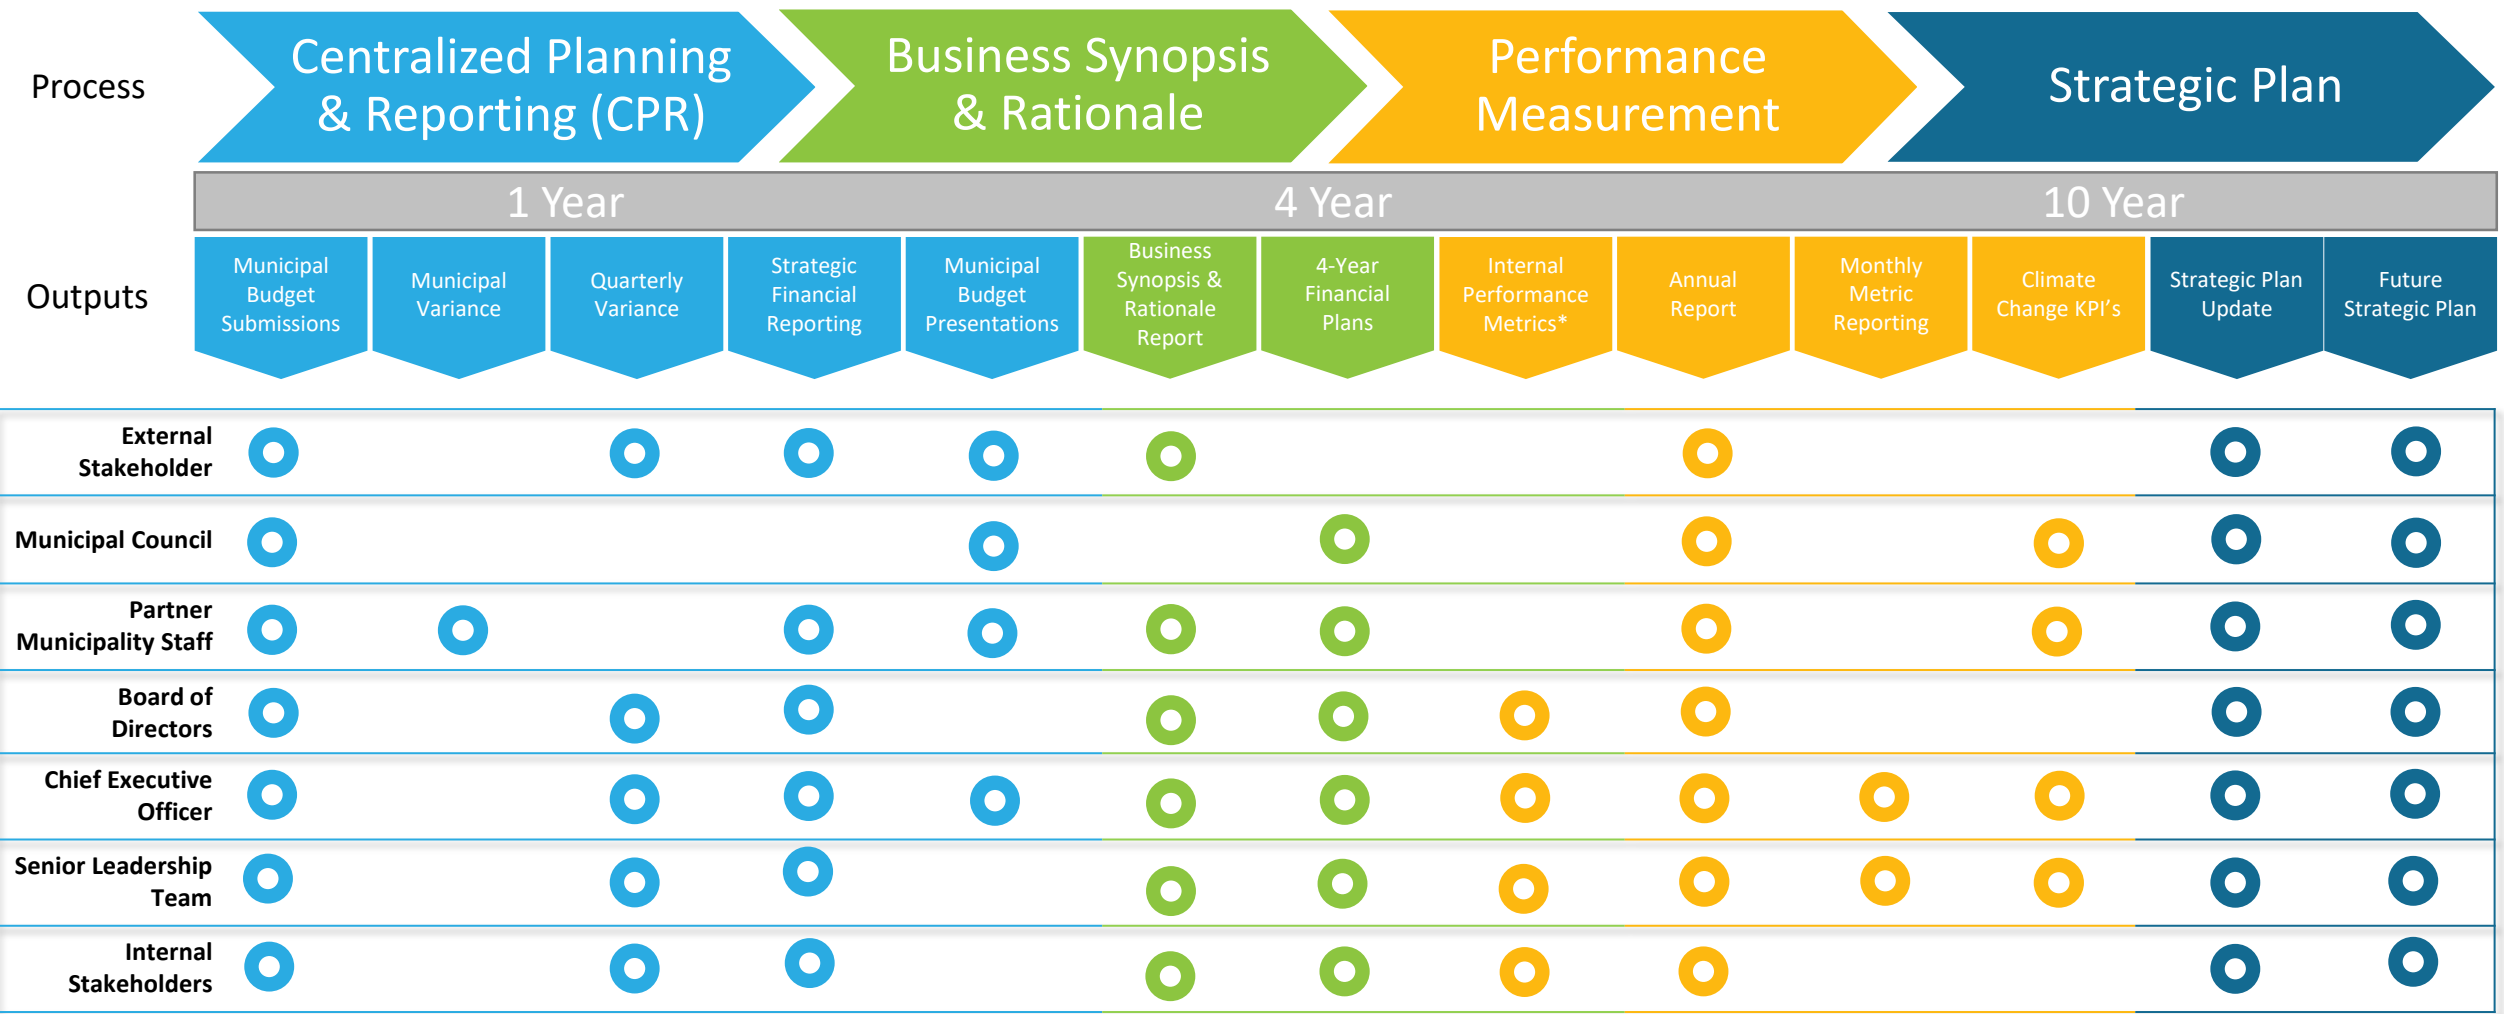 Process
Centralized Planning
& Reporting (CPR)
Business Synopsis
& Rationale
Performance
Measurement
Strategic Plan
1 Year
4 Year
10 Year
Outputs
Municipal
Budget
Submissions
Municipal
Variance
Quarterly
Variance
Strategic
Financial
Reporting
Municipal
Budget
Presentations
Business
Synopsis &
Rationale
Report
4-Year
Financial
Plans
Internal
Performance
Metrics*
Annual
Report
Monthly
Metric
Reporting
Climate
Change KPI's
Strategic Plan
Update
Future
Strategic Plan
External
Stakeholder
Municipal Council
Partner
Municipality Staff
Board of
Directors
Chief Executive
Officer
Senior Leadership
Team
Internal
Stakeholders